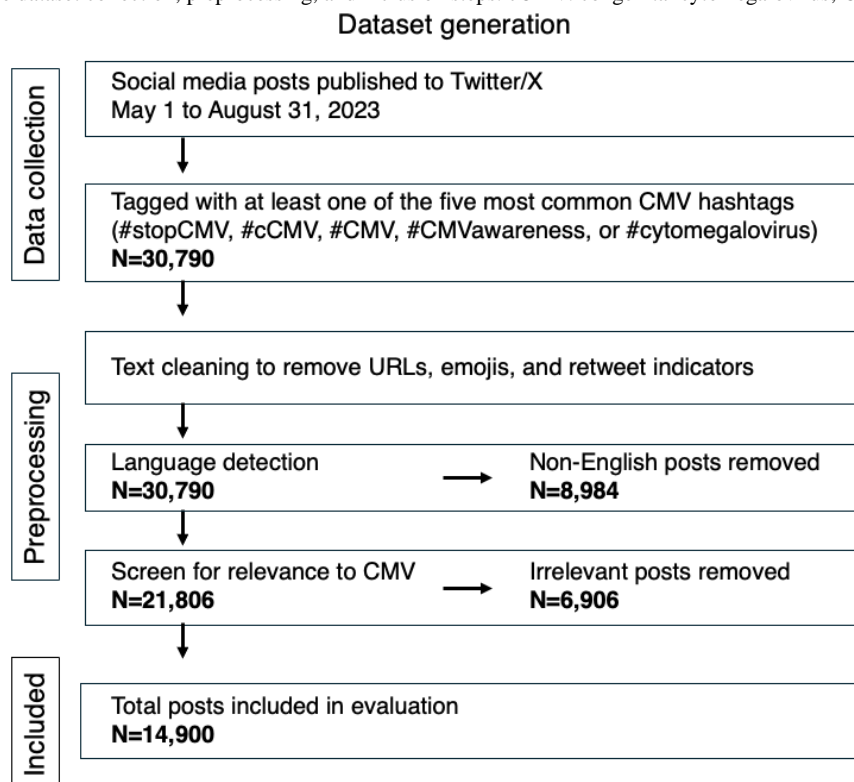 Dataset generation
Data collection
Social media posts published to Twitter/X
May 1 to August 31, 2023
Tagged with at least one of the five most common CMV hashtags
(#stopCMV, #cCMV, #CMV, #CMVawareness, or #cytomegalovirus)
N=30,790
Preprocessing
Text cleaning to remove URLs, emojis, and retweet indicators
Language detection
N=30,790
Non-English posts removed
N=8,984
Screen for relevance to CMV
N=21,806
Irrelevant posts removed
N=6,906
Included
Total posts included in evaluation
N=14,900